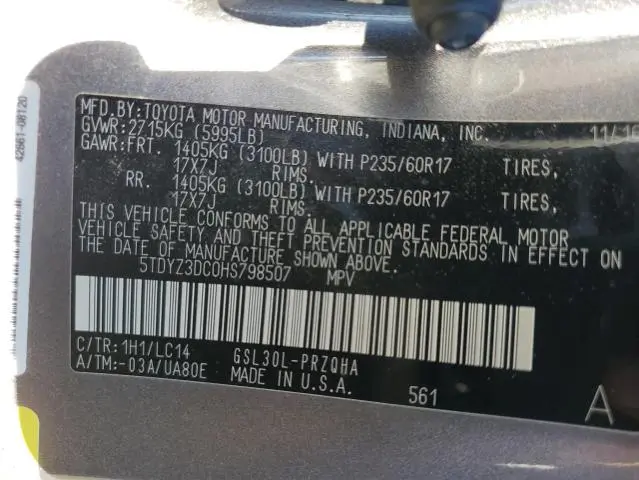 42661-08120
MFD.BY:TOYOTA MOTOR MANUFACTURING, INDIANA, INC. 11/
GVWR:2715KG (5995LB)
GAWR:FRT. 1405KG (3100LB) WITH P235/60R17 TIRES,
17X7J RIMS.
RR. 1405KG (3100LB) WITH P235/60R17 TIRES,
17X7J RIMS.
THIS VEHICLE CONFORMS TO ALL APPLICABLE FEDERAL MOTOR
VEHICLE SAFETY AND THEFT PREVENTION STANDARDS IN EFFECT ON
THE DATE OF MANUFACTURE SHOWN ABOVE.
5TDYZ3DC0HS798507 MPV
C/TR:1H1/LC14 GSL30L-PRZQHA
A/TM:-03A/UA80E MADE IN U.S.A. 561 A